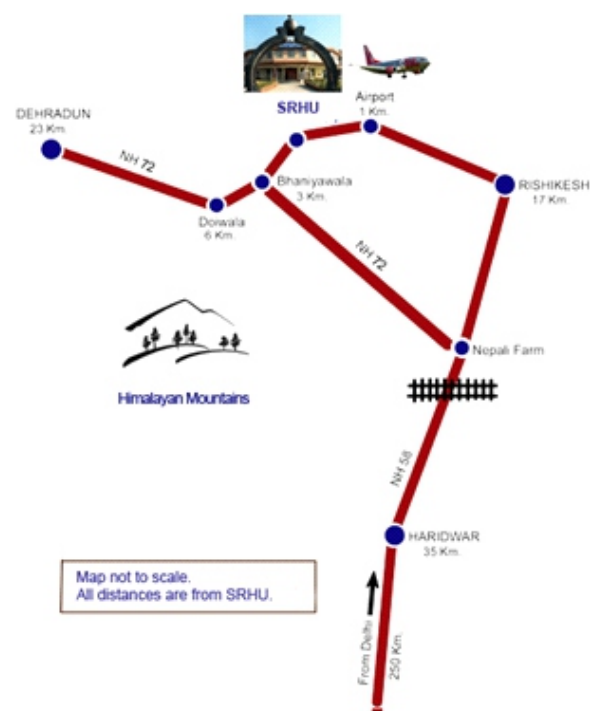 SRHU
Airport
1 Km.
DEHRADUN
23 Km.
NH 72
Bhaniyawala
3 Km.
RISHIKESH
17 Km.
Doiwala
6 Km.
NH 72
Nepali Farm
Himalayan Mountains
NH 58
HARIDWAR
35 Km.
Map not to scale.
All distances are from SRHU.
From Delhi
250 Km.